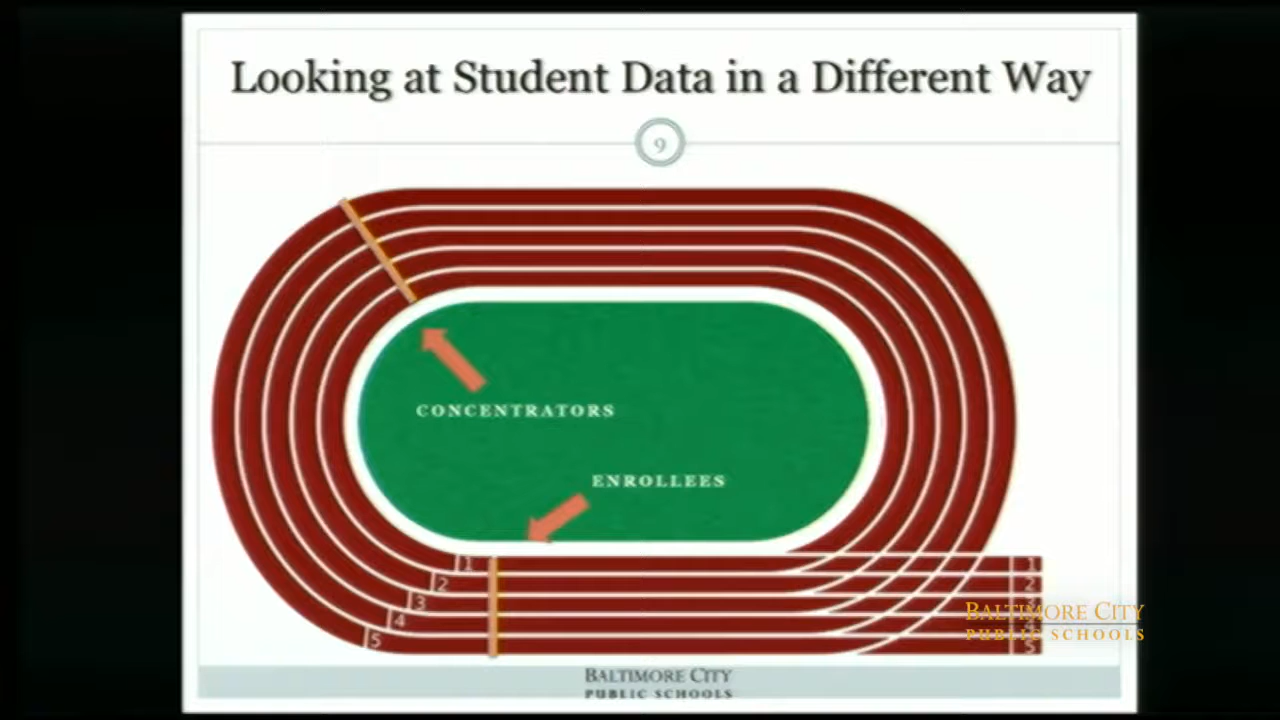 Looking at Student Data in a Different Way
9
CONCENTRATORS
ENROLLEES
1
2
3
4
5
1
2
5
BALTIMORE CITY
PUBLIC SCHOOLS
BALTIMORE CITY
PUBLIC SCHOOLS